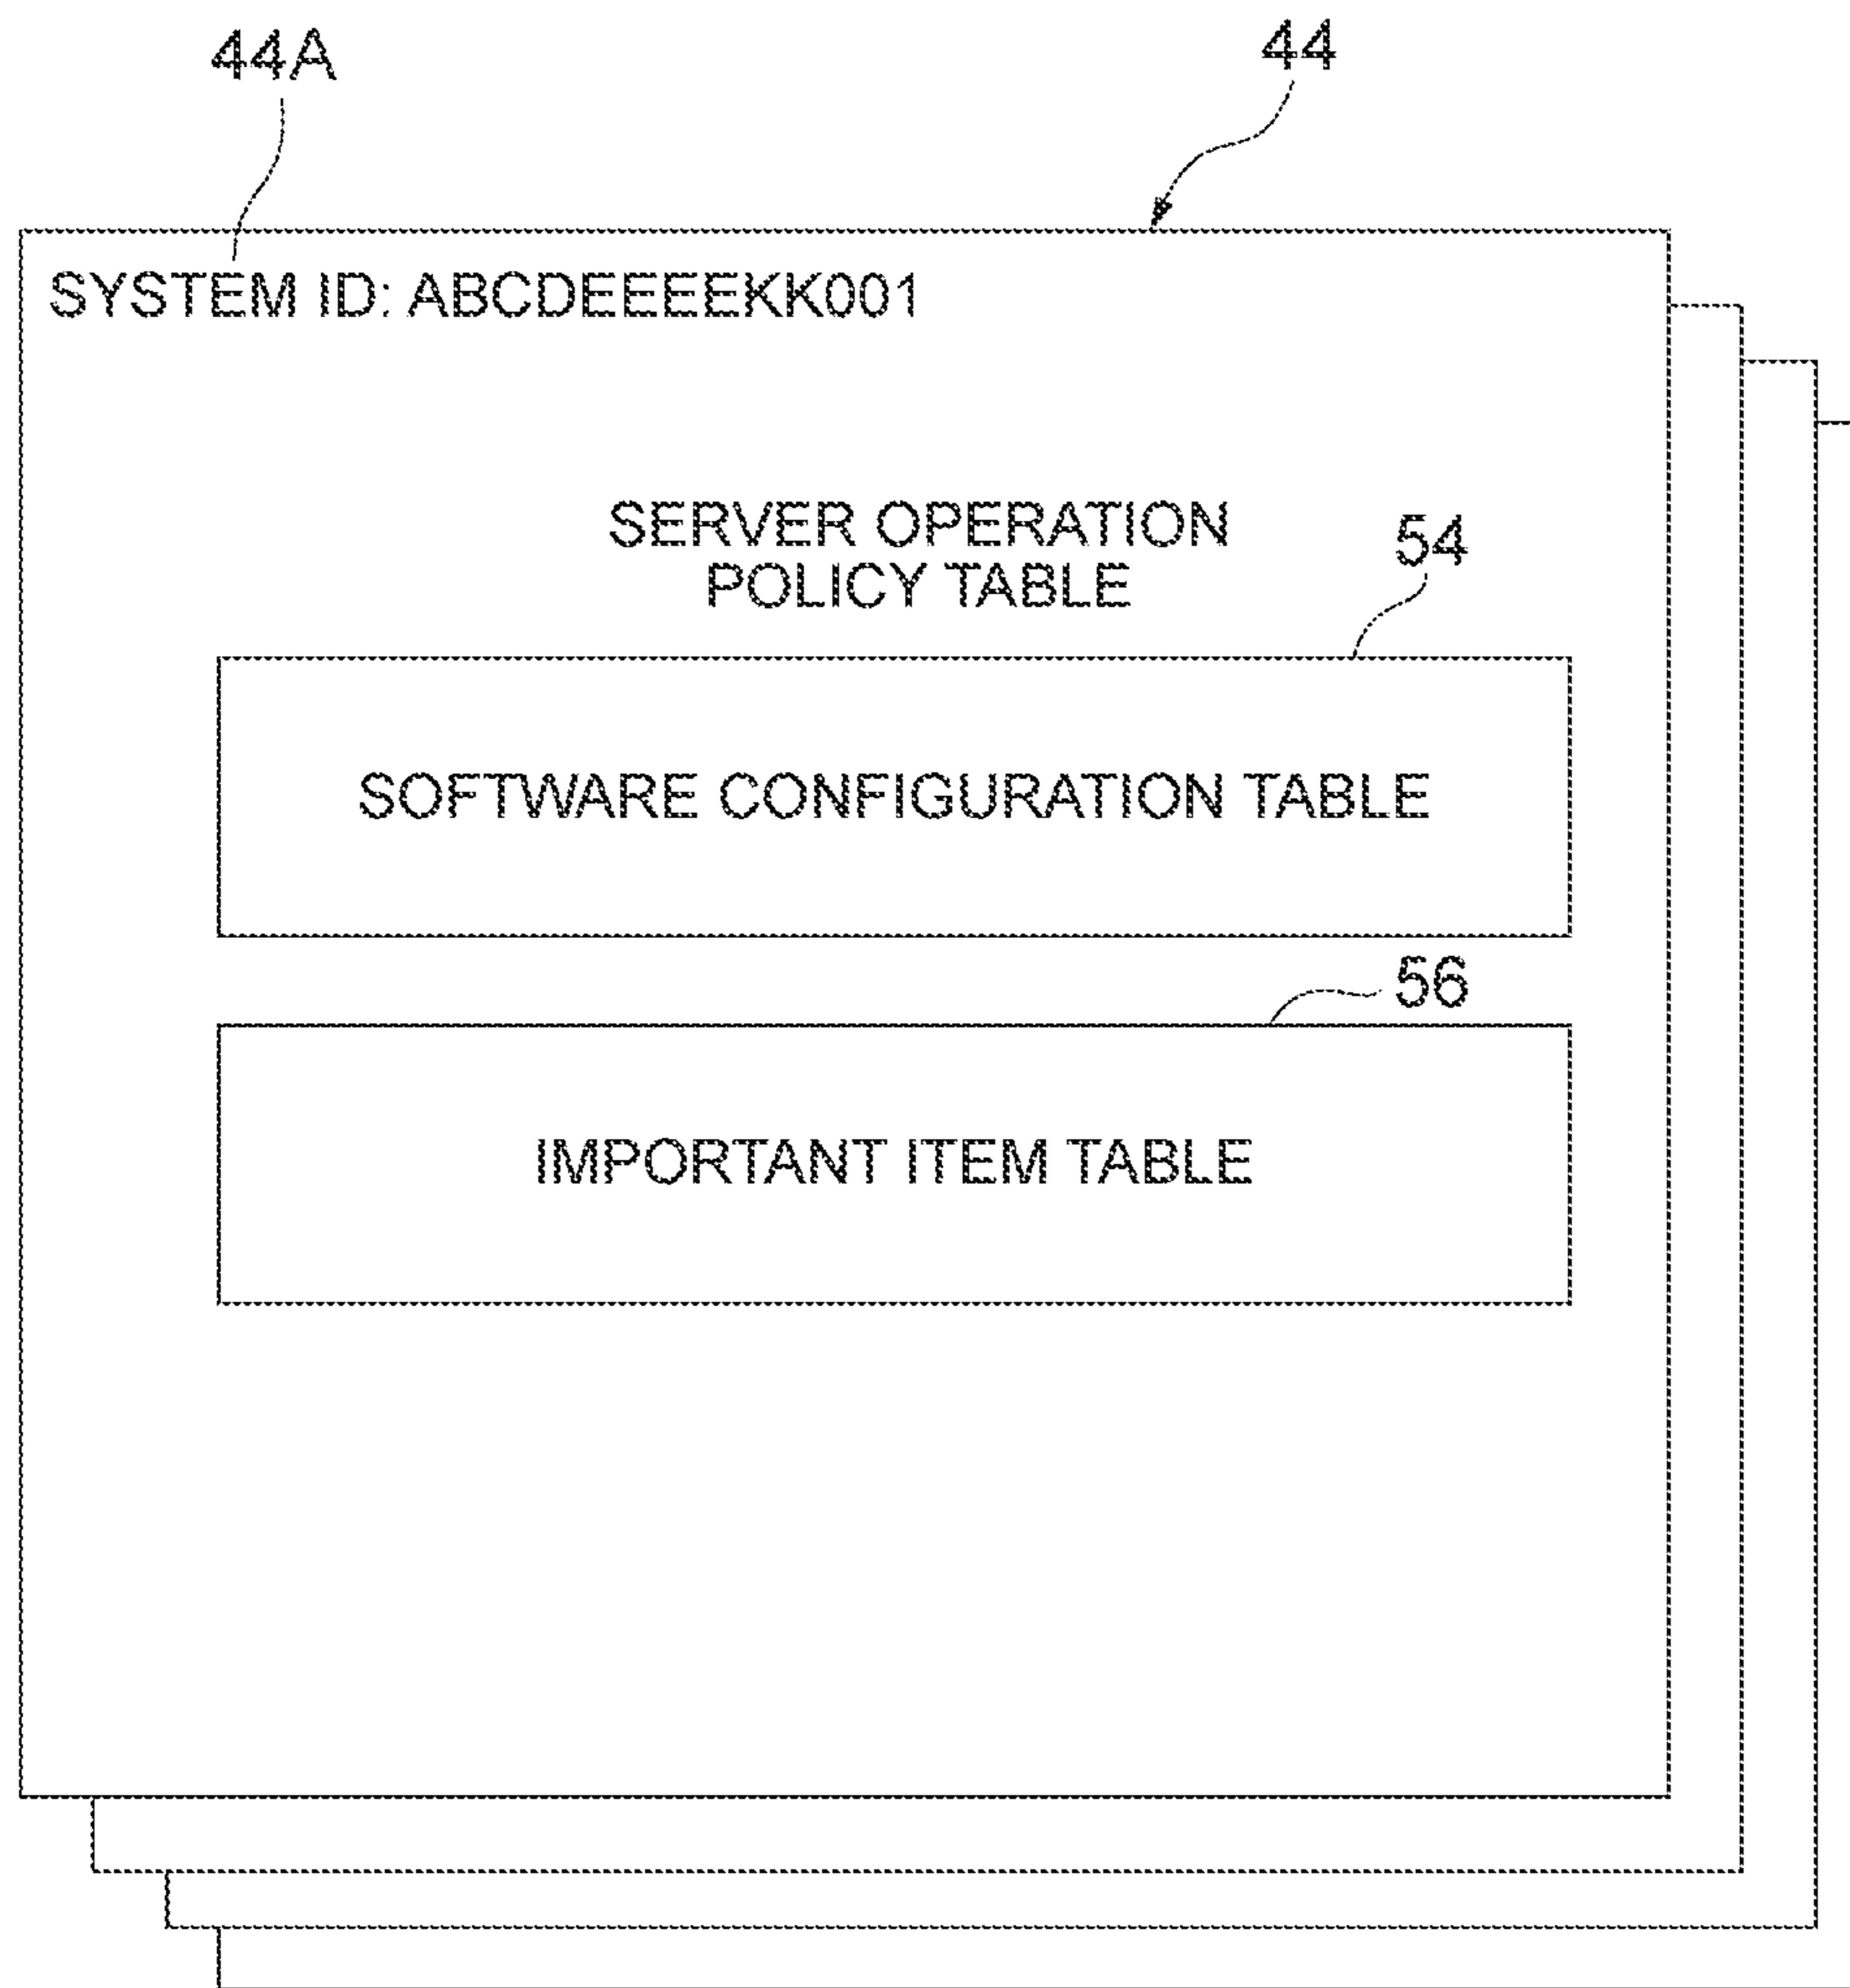 44A
44
SYSTEM ID: ABCDEEEEKK001
SERVER OPERATION
POLICY TABLE
54
SOFTWARE CONFIGURATION TABLE
56
IMPORTANT ITEM TABLE